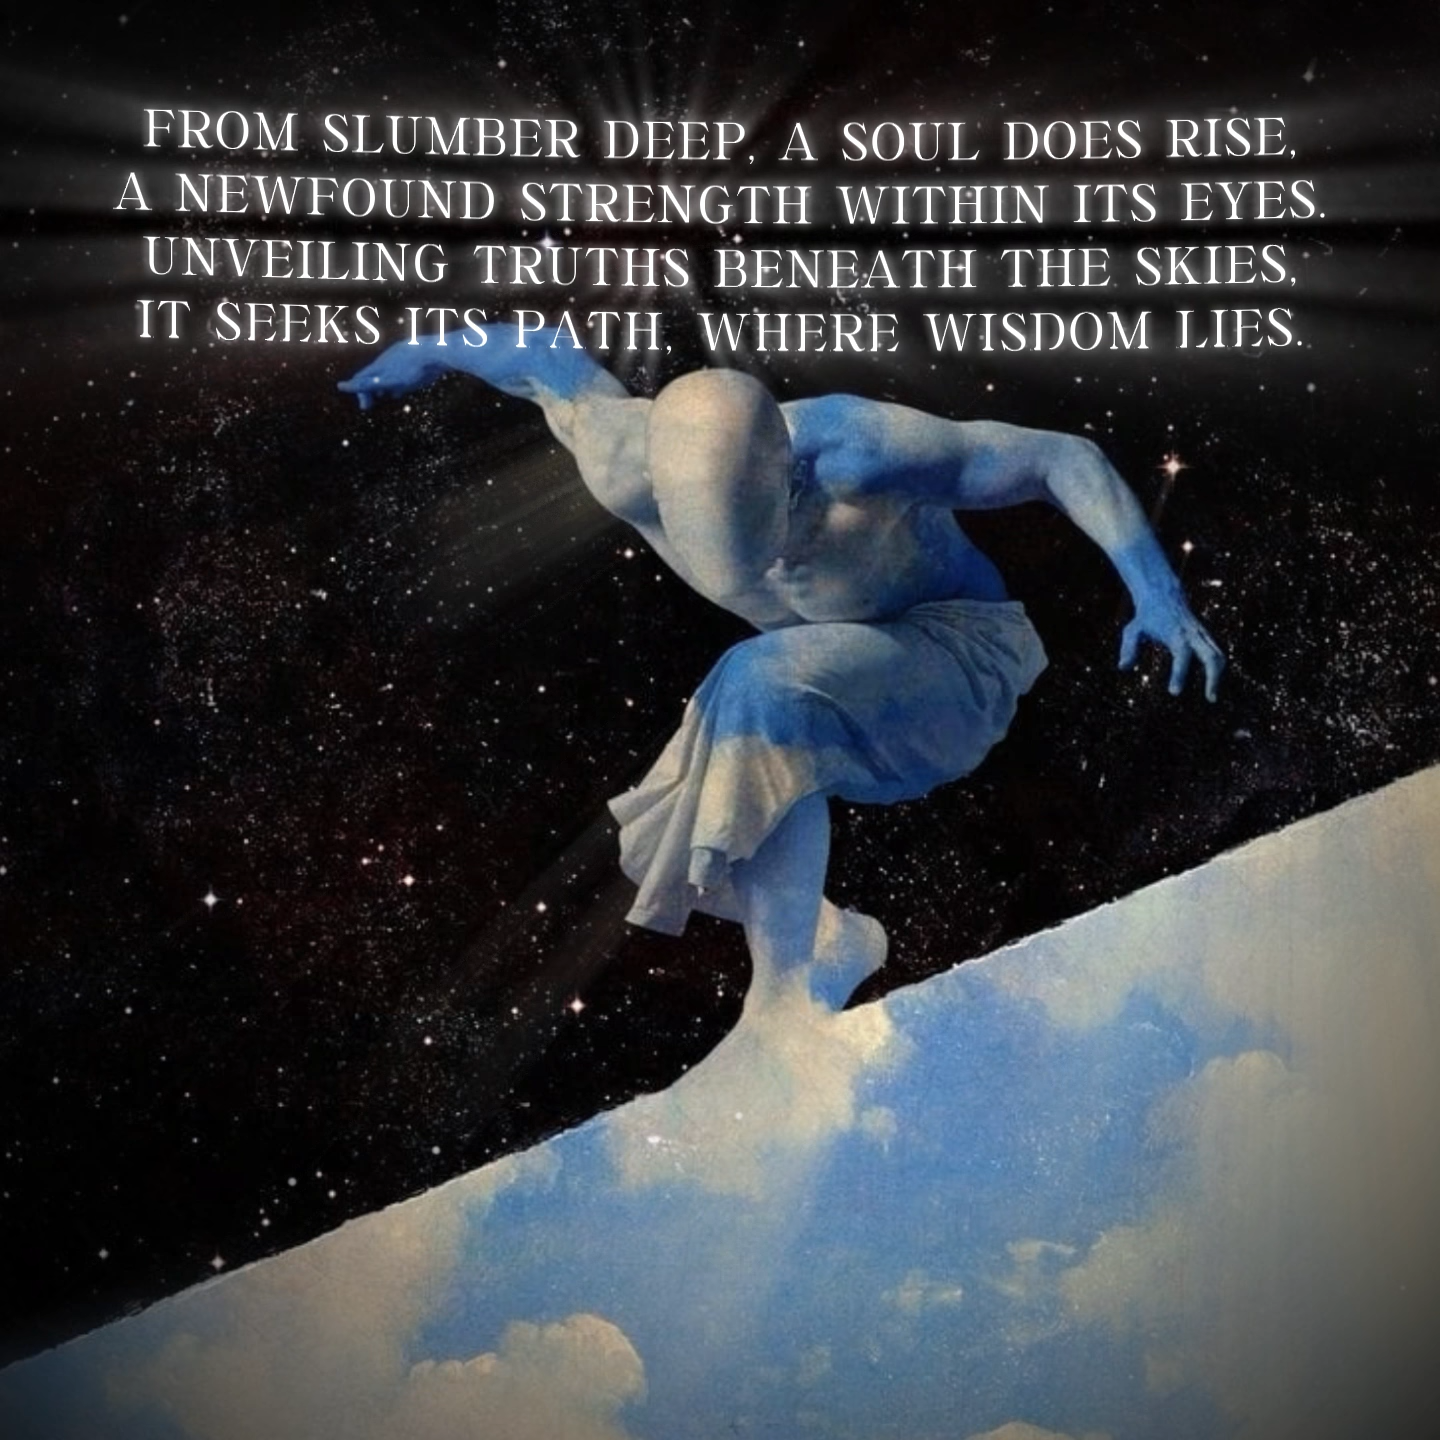 FROM SLUMBER DEEP, A SOUL DOES RISE,
A NEWFOUND STRENGTH WITHIN ITS EYES.
UNVEILING TRUTHS BENEATH THE SKIES,
IT SEEKS ITS PATH, WHERE WISDOM LIES.